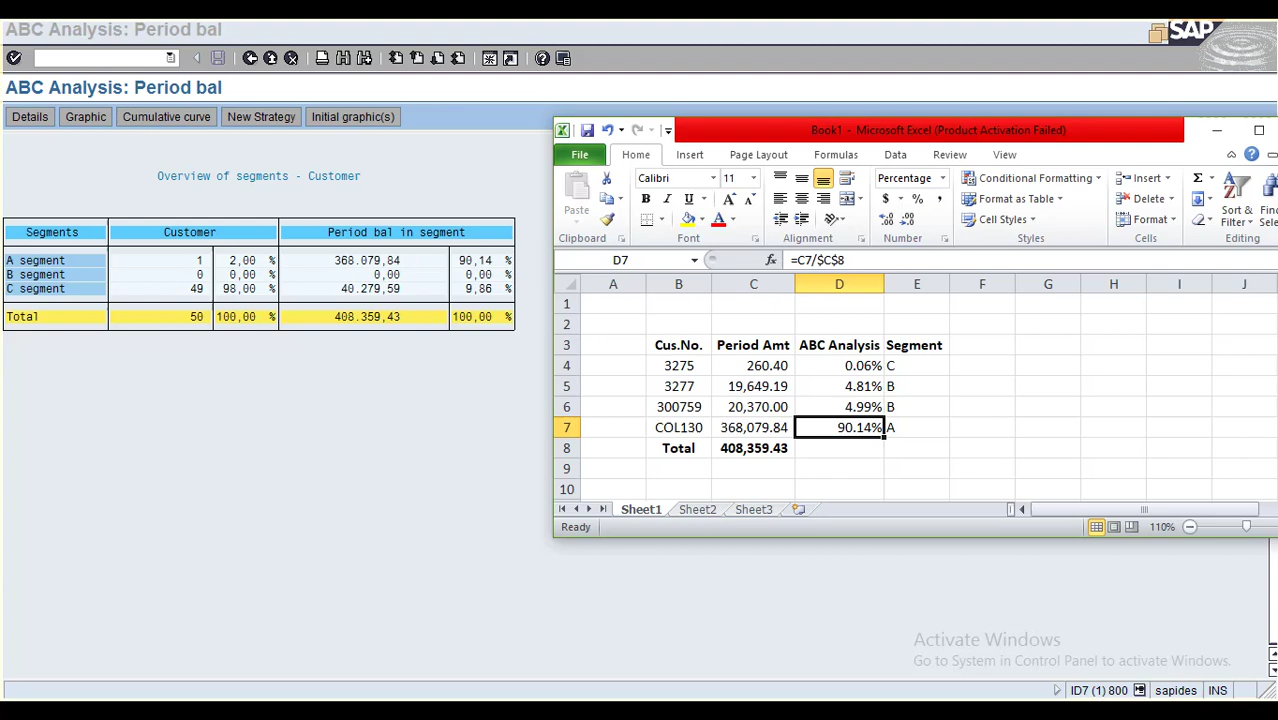 ABC Analysis: Period bal
SAP
ABC Analysis: Period bal
Details Graphic Cumulative curve New Strategy Initial graphic(s)
Overview of segments - Customer
Segments Customer Period bal in segment
A segment 1 2,00 % 368.079,84 90,14 %
B segment 0 0,00 % 0,00 0,00 %
C segment 49 98,00 % 40.279,59 9,86 %
Total 50 100,00 % 408.359,43 100,00 %
Book1 - Microsoft Excel (Product Activation Failed)
File Home Insert Page Layout Formulas Data Review View
Paste Calibri 11 Percentage Conditional Formatting Insert Σ
B I U A A $ % , Format as Table Delete Sort & Find &
A Cell Styles Format Filter
Clipboard Font Alignment Number Styles Cells Editing
D7 fx =C7/$C$8
A B C D E F G H I J
1
2
3 Cus.No. Period Amt ABC Analysis Segment
4 3275 260.40 0.06% C
5 3277 19,649.19 4.81% B
6 300759 20,370.00 4.99% B
7 COL130 368,079.84 90.14% A
8 Total 408,359.43
9
10
Sheet1 Sheet2 Sheet3
Ready 110%
Activate Windows
Go to System in Control Panel to activate Windows.
ID7 (1) 800 sapides INS